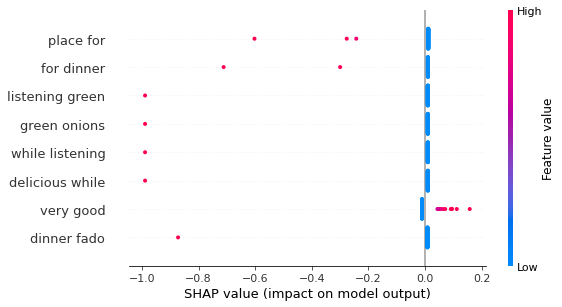 High
place for
for dinner
listening green
green onions
while listening
delicious while
very good
dinner fado
Feature value
Low
−1.0 −0.8 −0.6 −0.4 −0.2 0.0 0.2
SHAP value (impact on model output)